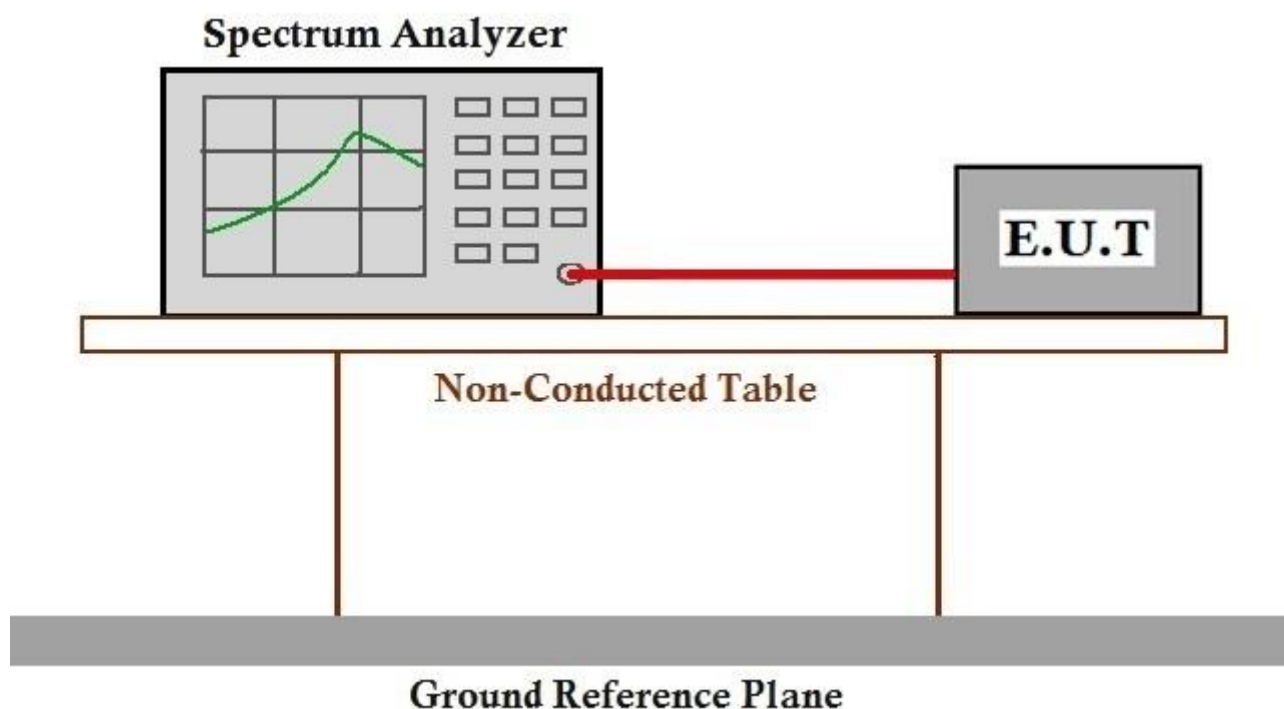 Spectrum Analyzer
E.U.T
Non-Conducted Table
Ground Reference Plane